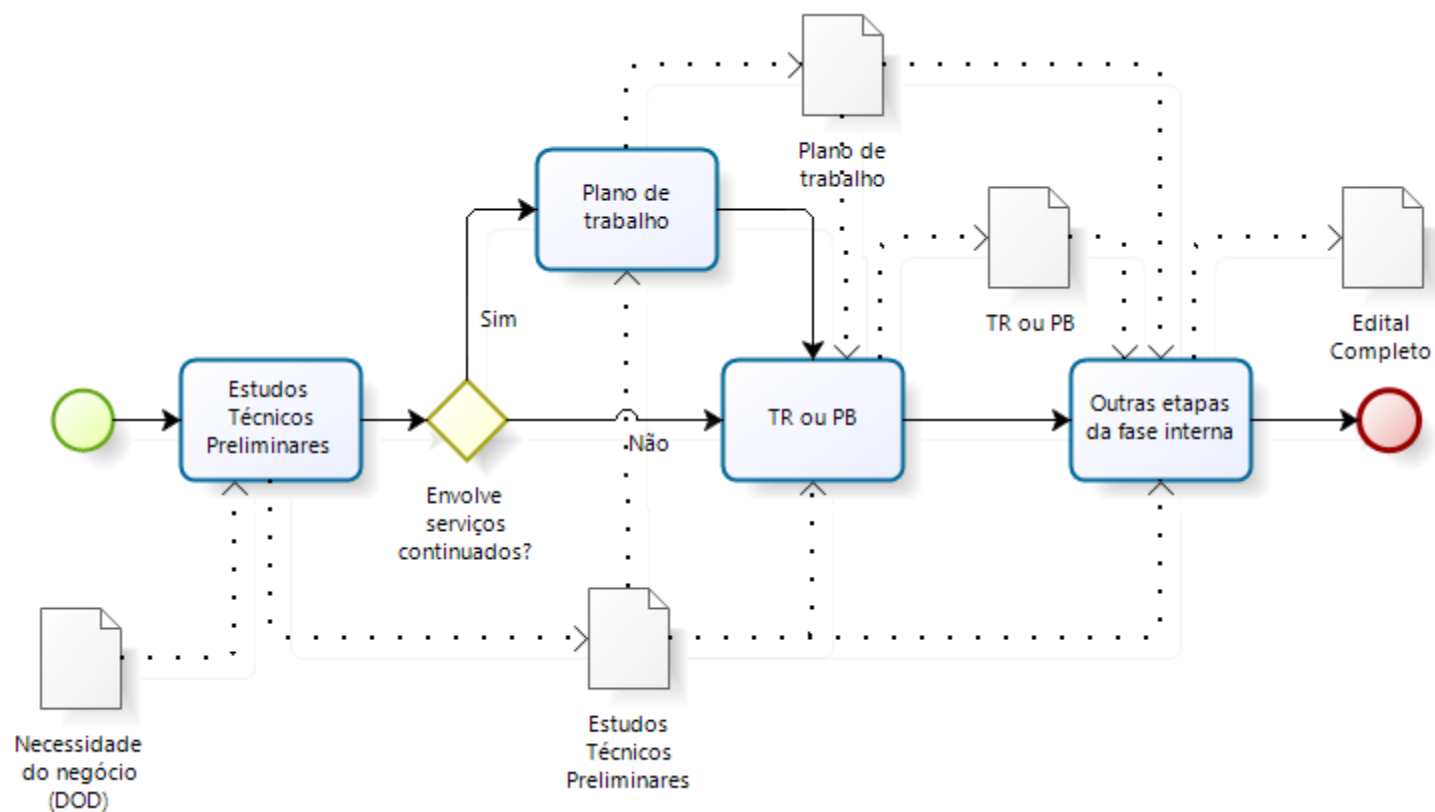 Plano de
trabalho
Plano de
trabalho
TR ou PB
Edital
Completo
Sim
Estudos
Técnicos
Preliminares
Não
TR ou PB
Outras etapas
da fase interna
Envolve
serviços
continuados?
Necessidade
do negócio
(DOD)
Estudos
Técnicos
Preliminares